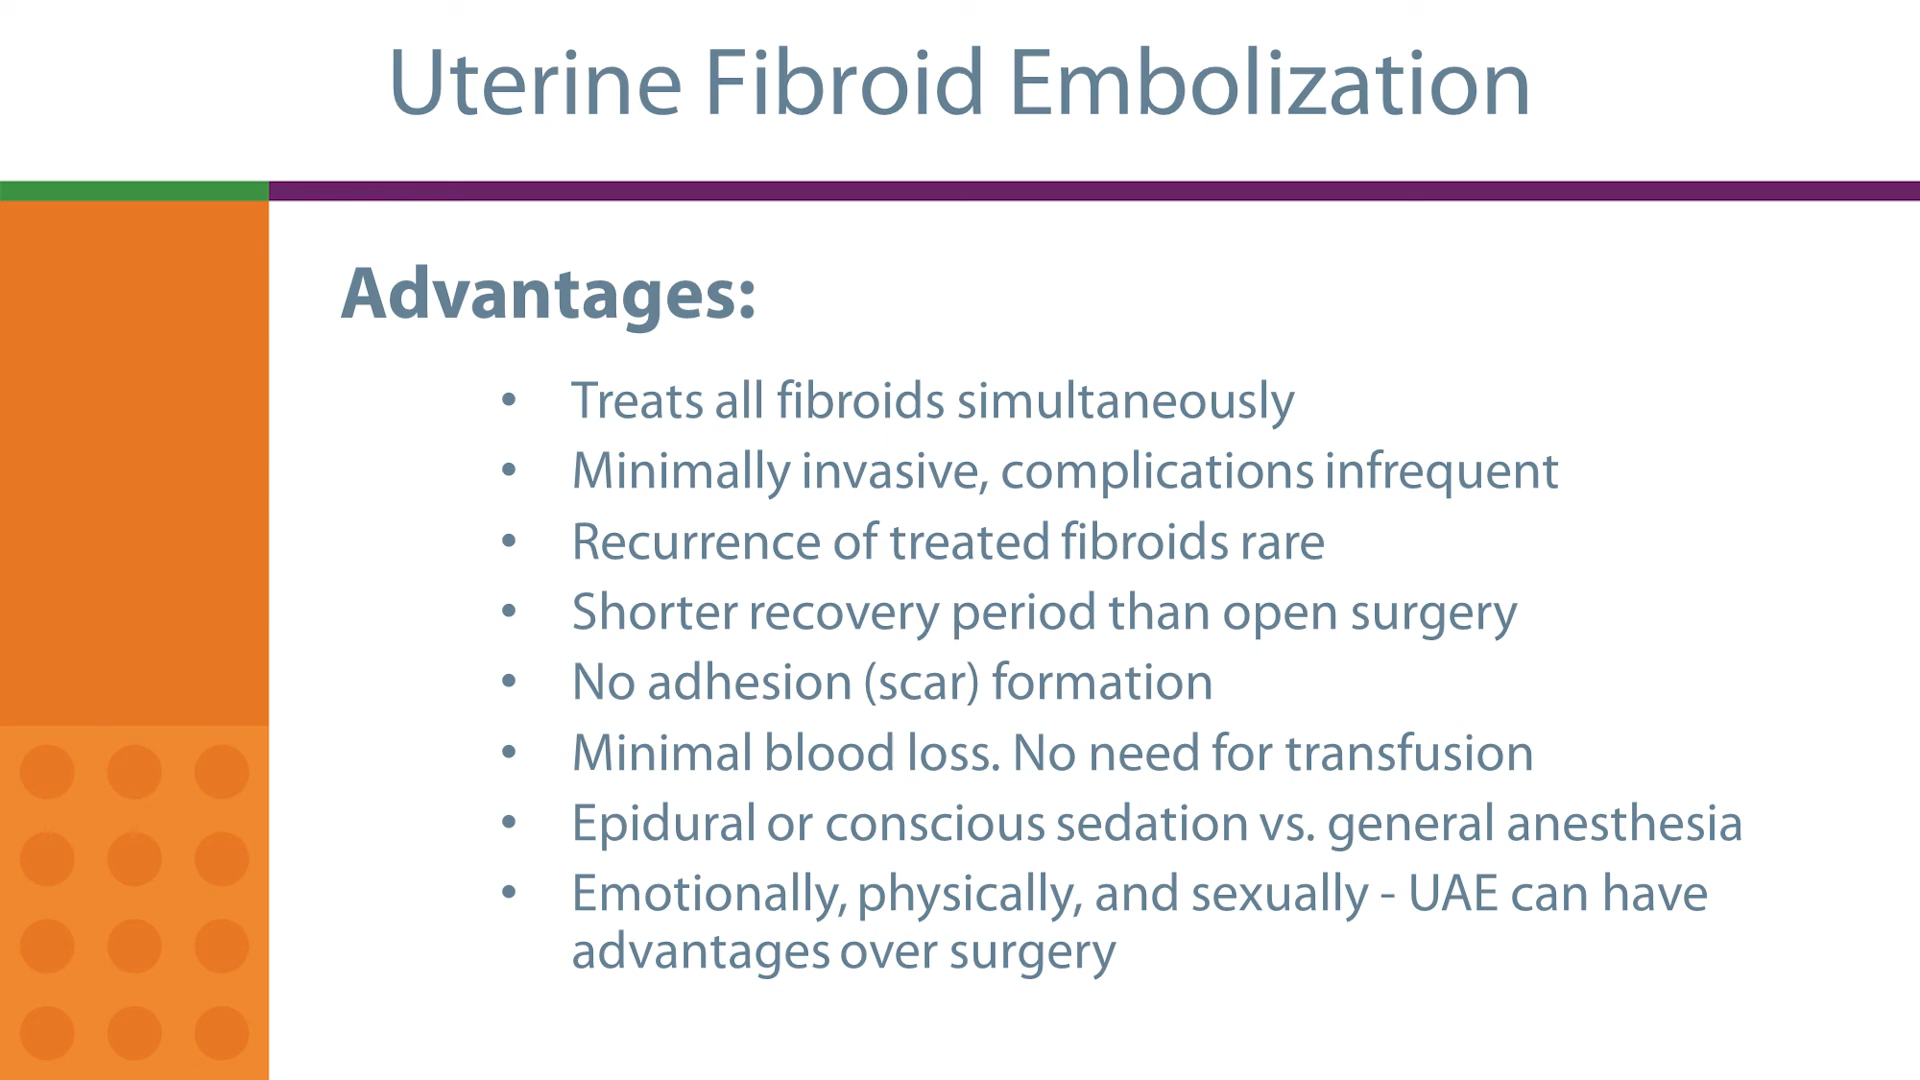 Uterine Fibroid Embolization
Advantages:
• Treats all fibroids simultaneously
• Minimally invasive, complications infrequent
• Recurrence of treated fibroids rare
• Shorter recovery period than open surgery
• No adhesion (scar) formation
• Minimal blood loss. No need for transfusion
• Epidural or conscious sedation vs. general anesthesia
• Emotionally, physically, and sexually - UAE can have
advantages over surgery